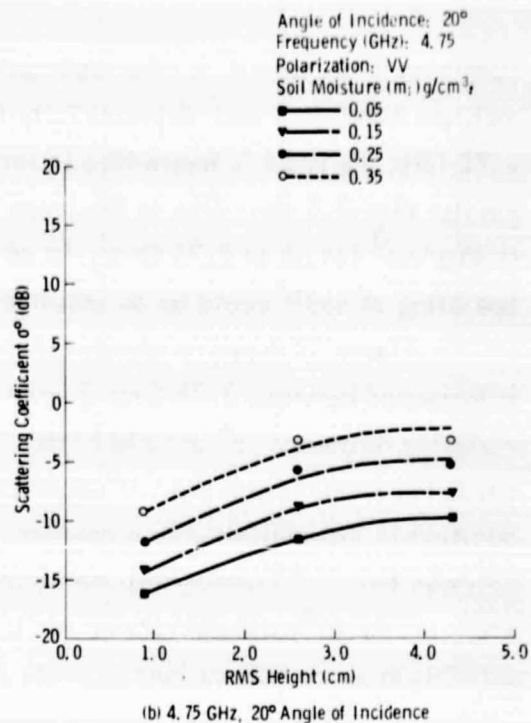 Angle of Incidence: 20°
Frequency (GHz): 4.75
Polarization: VV
Soil Moisture (m;) g/cm³,
0.05
0.15
0.25
0.35
20
15
10
5
0
-5
-10
-15
-20
Scattering Coefficient σ° (dB)
0.0
1.0
2.0
3.0
4.0
5.0
RMS Height (cm)
(b) 4.75 GHz, 20° Angle of Incidence